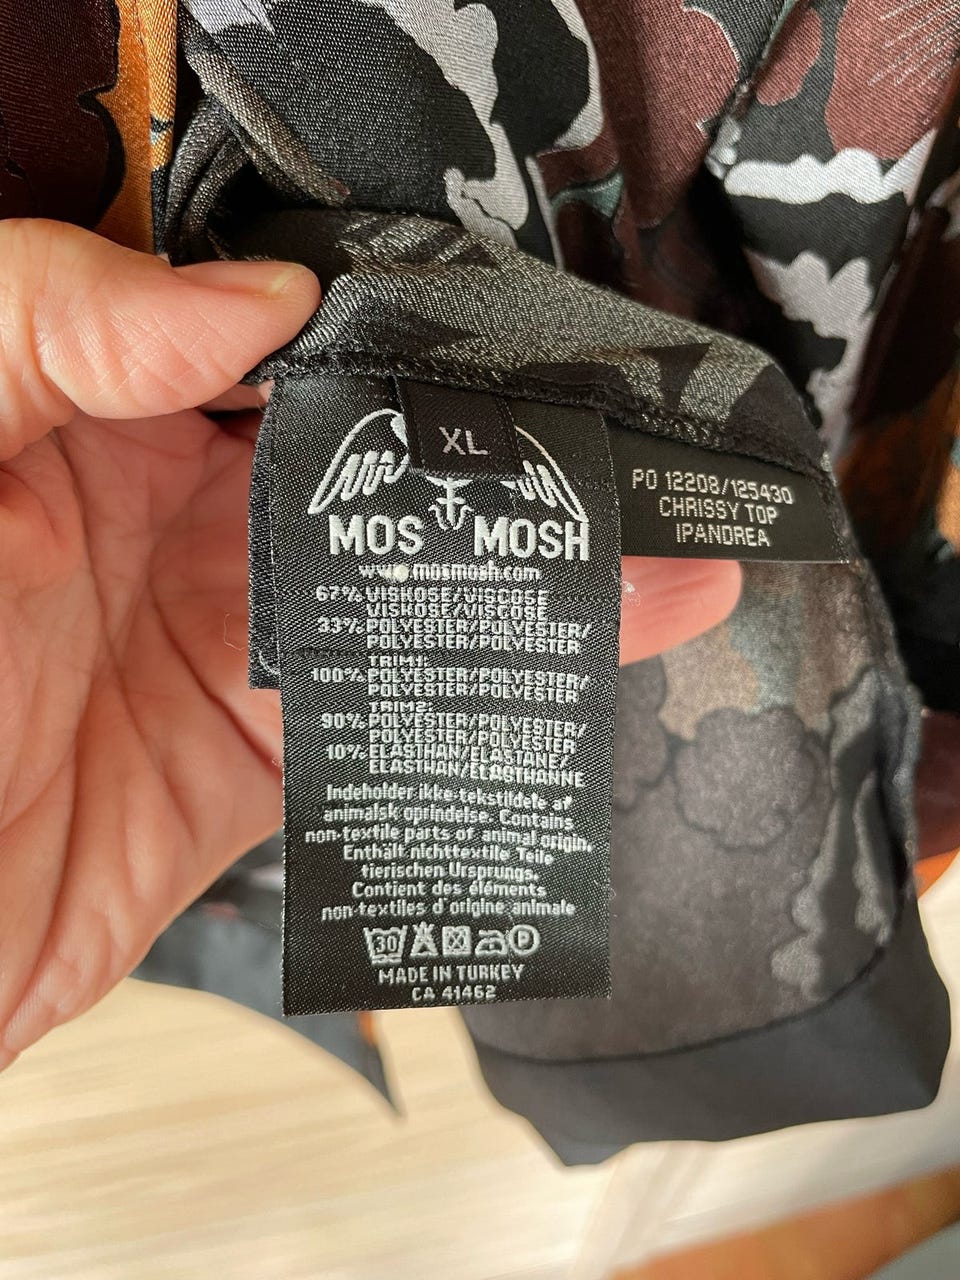 XL
MOS MOSH
www.mosmosh.com
67% VISKOSE/VISCOSE
VISKOSE/VISCOSE
33% POLYESTER/POLYESTER/
POLYESTER/POLYESTER
TRIM1:
100% POLYESTER/POLYESTER/
POLYESTER/POLYESTER
TRIM2:
90% POLYESTER/POLYESTER/
POLYESTER/POLYESTER
10% ELASTHAN/ELASTANE/
ELASTHAN/ÉLASTHANNE
Indeholder ikke-tekstildele af
animalsk oprindelse. Contains
non-textile parts of animal origin.
Enthält nichttextile Teile
tierischen Ursprungs.
Contient des éléments
non-textiles d'origine animale
30 P
MADE IN TURKEY
CA 41462
PO 12208/125430
CHRISSY TOP
IPANDREA